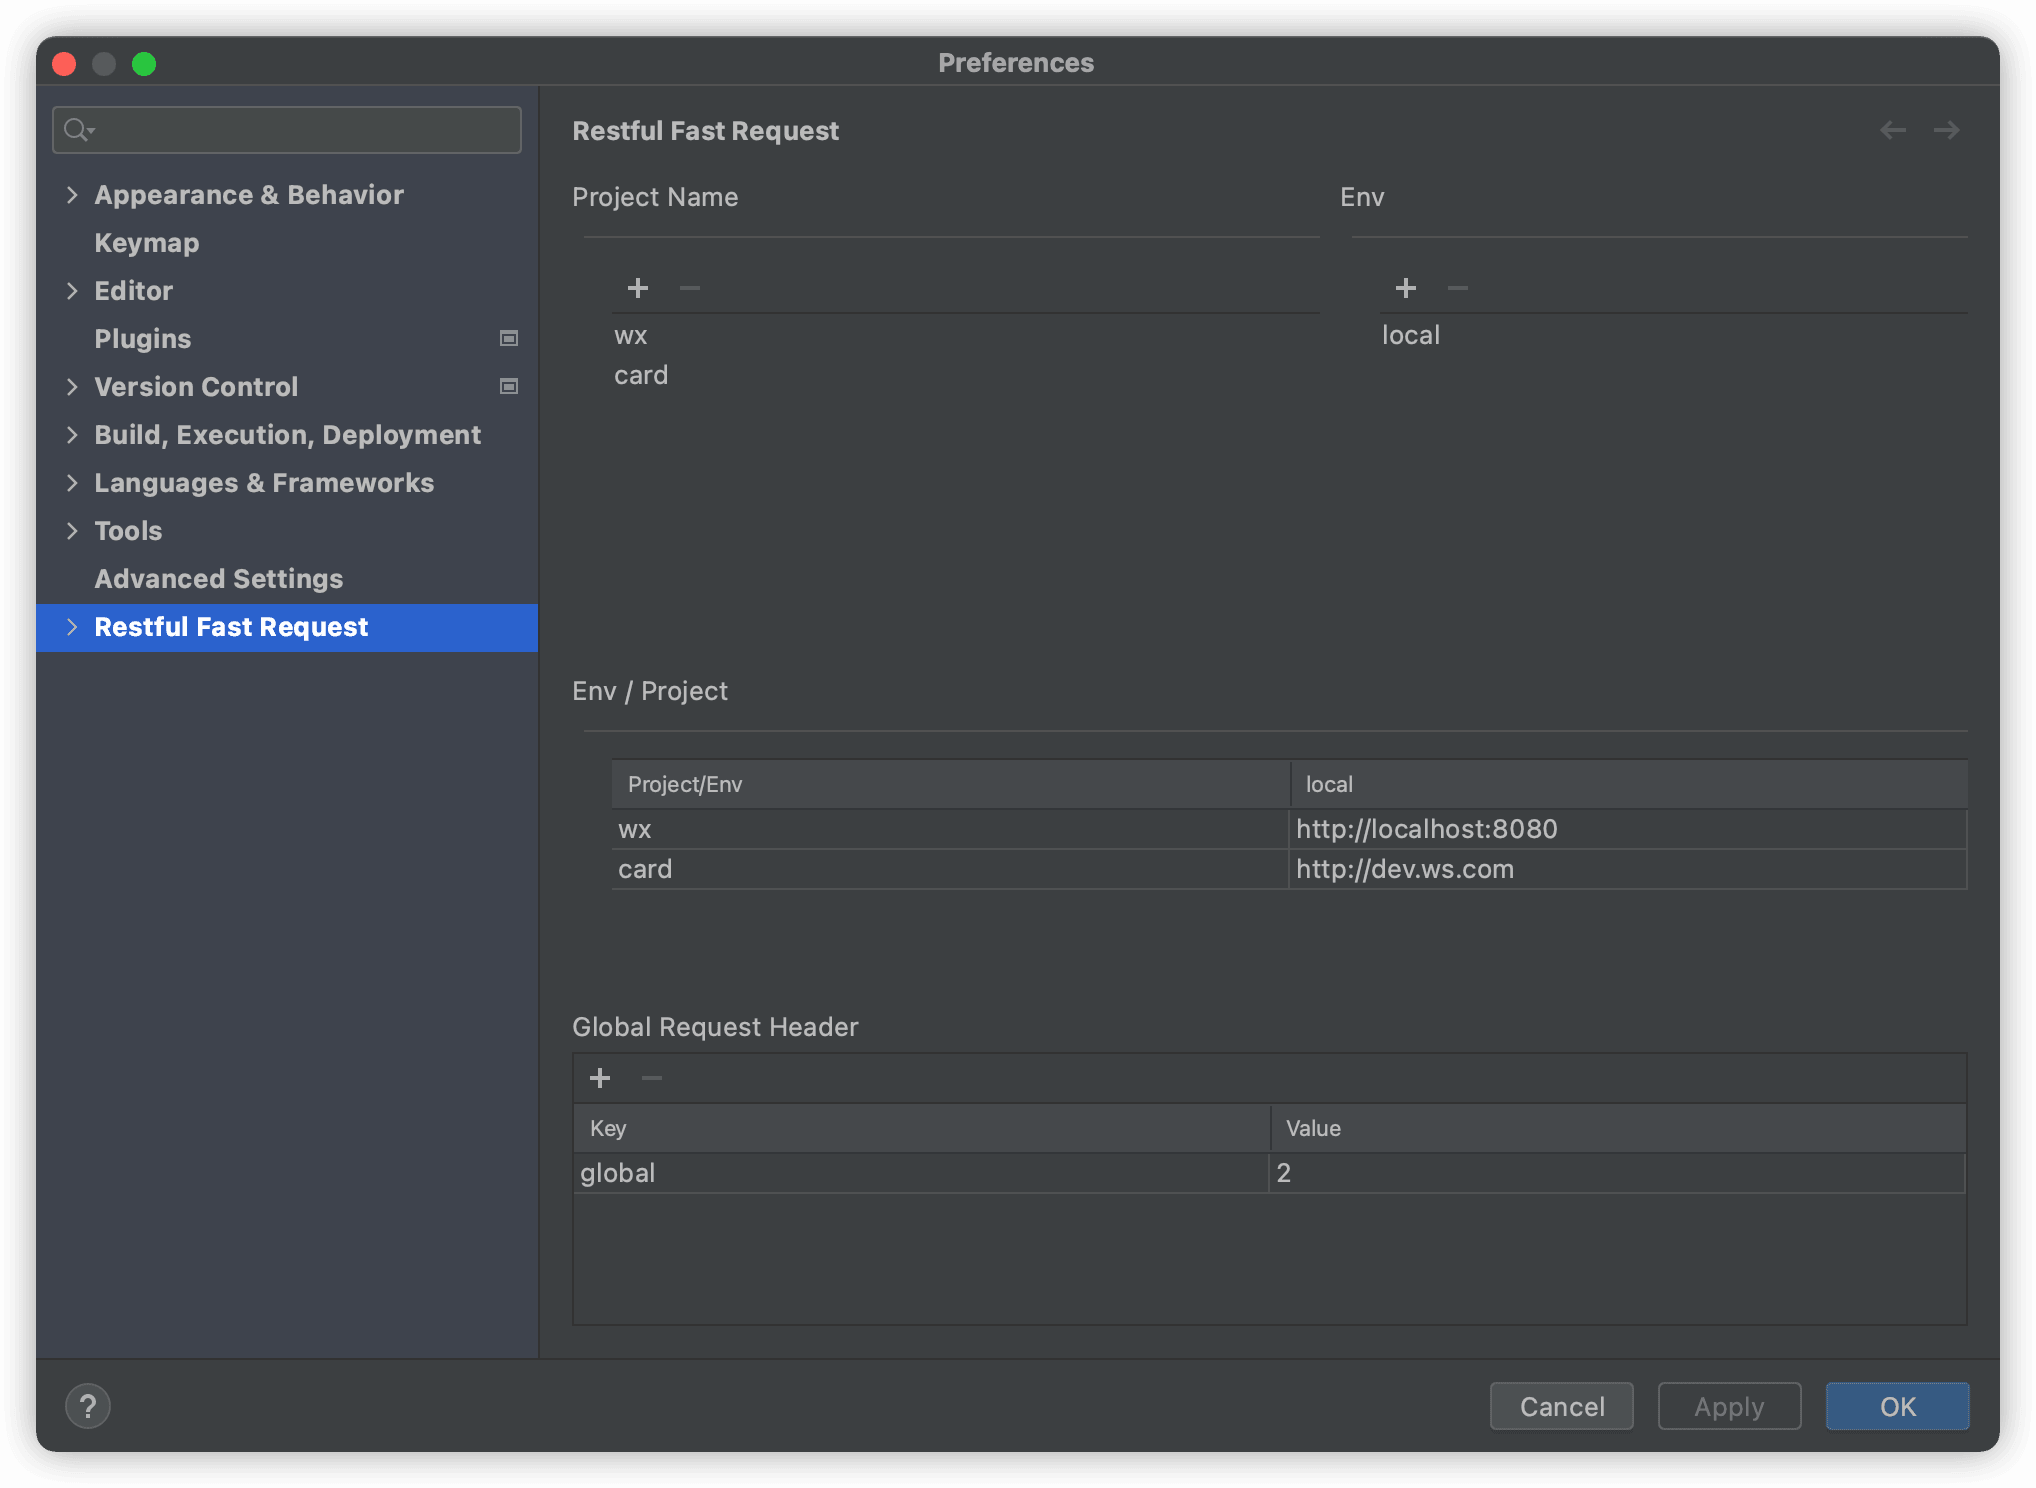 Preferences
Appearance & Behavior
Keymap
Editor
Plugins
Version Control
Build, Execution, Deployment
Languages & Frameworks
Tools
Advanced Settings
Restful Fast Request
Restful Fast Request
Project Name
Env
wx
local
card
Env / Project
Project/Env
local
wx
http://localhost:8080
card
http://dev.ws.com
Global Request Header
Key
Value
global
2
?
Cancel
Apply
OK